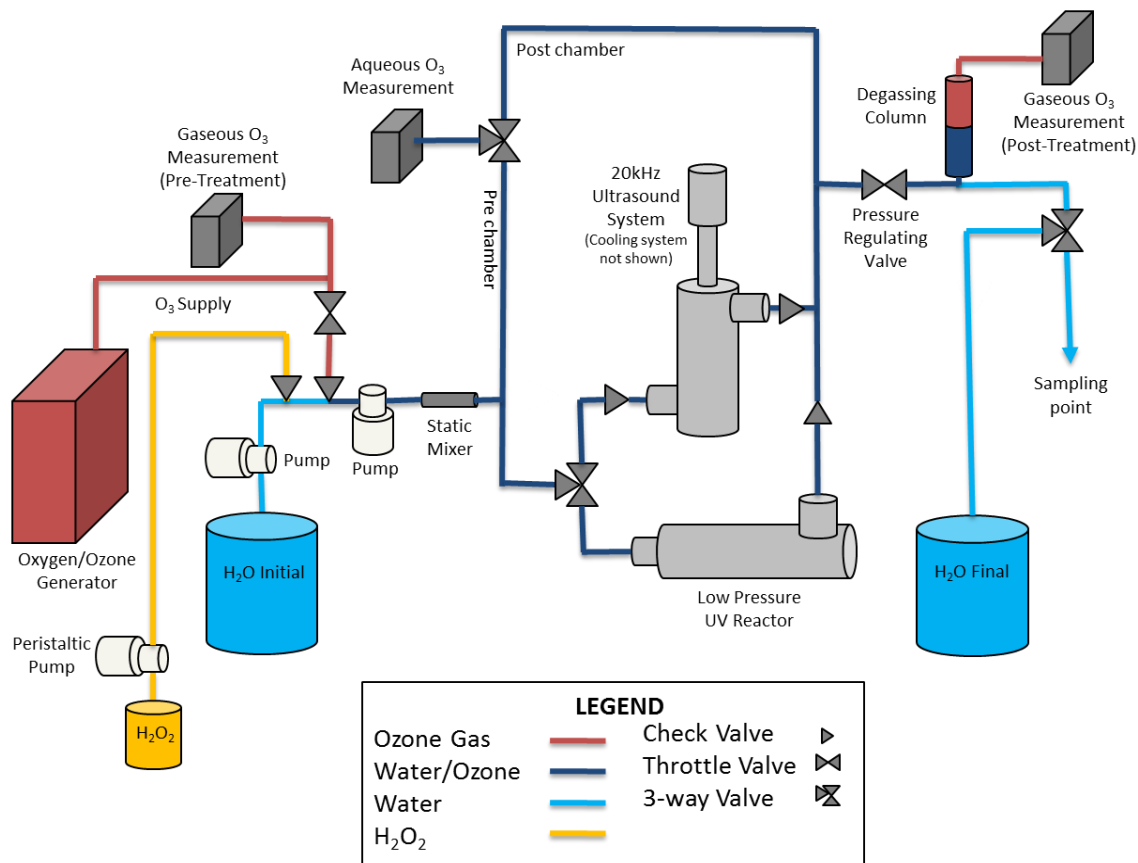 Post chamber
Aqueous O₃
Measurement
Gaseous O₃
Measurement
(Pre-Treatment)
Degassing
Column
Gaseous O₃
Measurement
(Post-Treatment)
20kHz
Ultrasound
System
(Cooling system
not shown)
Pre chamber
Pressure
Regulating
Valve
O₃ Supply
Sampling
point
Static
Mixer
Pump
Pump
Oxygen/Ozone
Generator
H₂O Initial
H₂O Final
Low Pressure
UV Reactor
Peristaltic
Pump
H₂O₂
LEGEND
Ozone Gas
Water/Ozone
Water
H₂O₂
Check Valve
Throttle Valve
3-way Valve